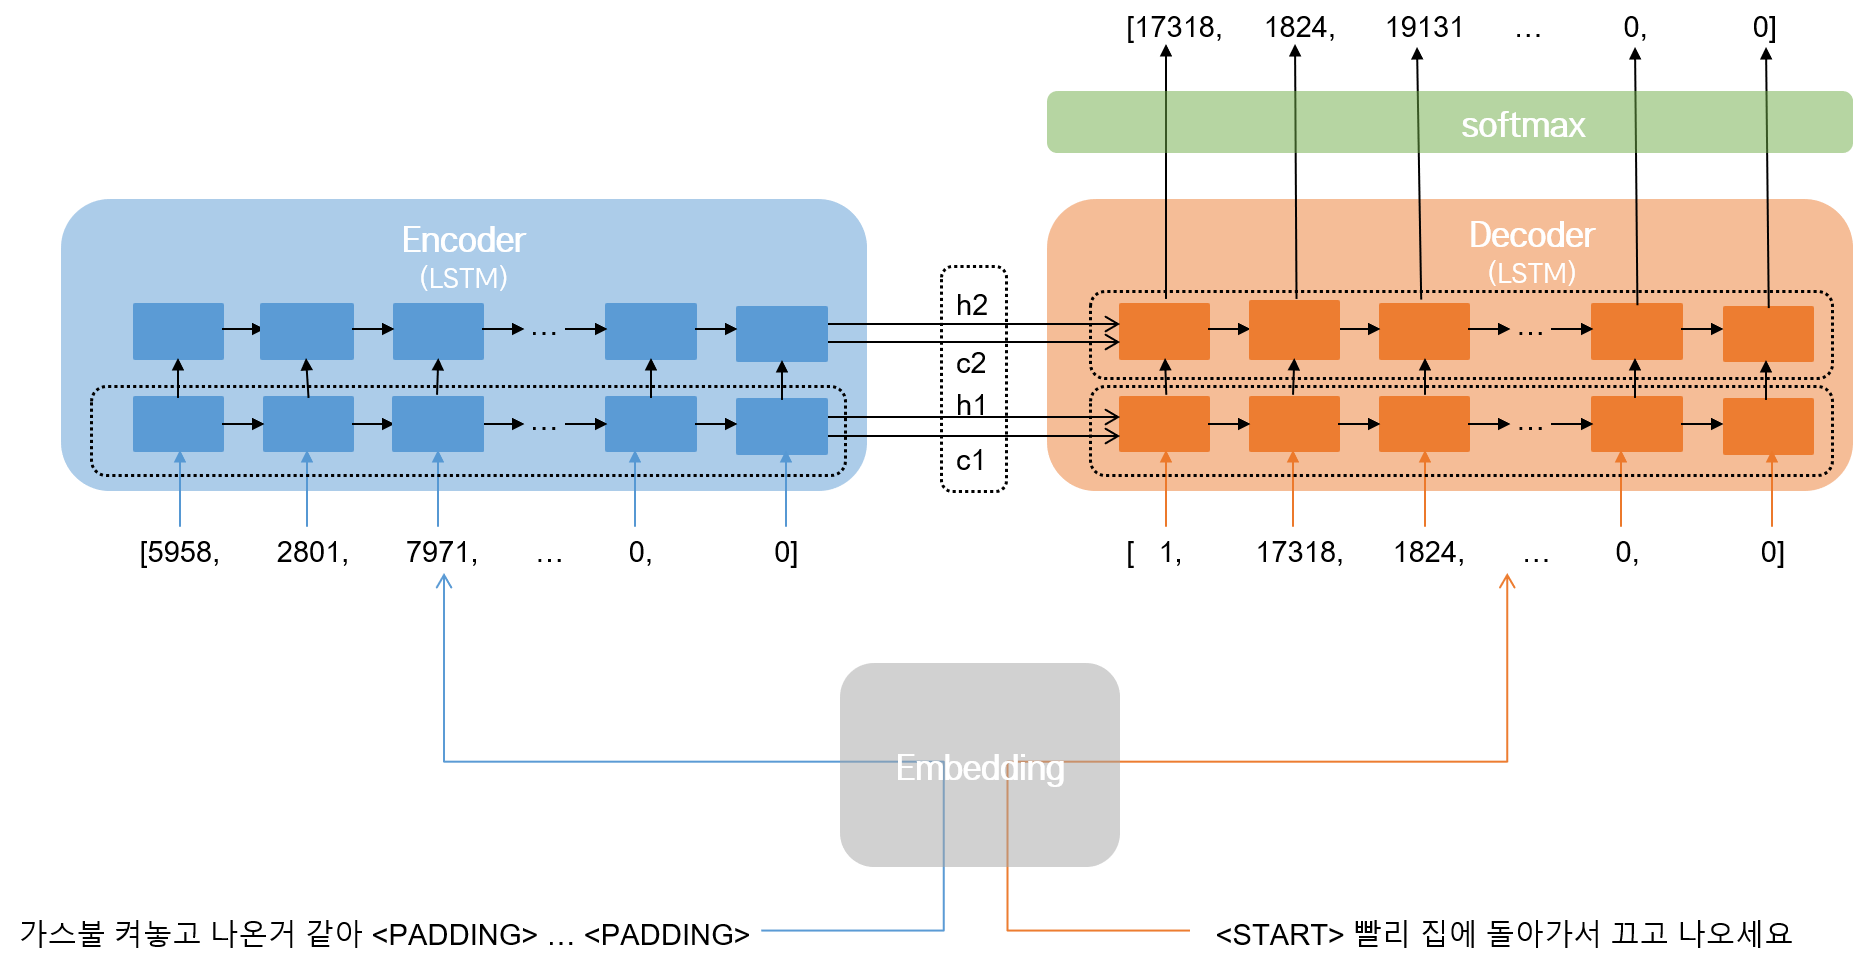 [17318, 1824, 19131 … 0, 0]
softmax
Encoder
(LSTM)
Decoder
(LSTM)
h2
…
…
c2
h1
…
…
c1
[5958, 2801, 7971, … 0, 0]
[ 1, 17318, 1824, … 0, 0]
Embedding
가스불 켜놓고 나온거 같아 <PADDING> … <PADDING>
<START> 빨리 집에 돌아가서 끄고 나오세요